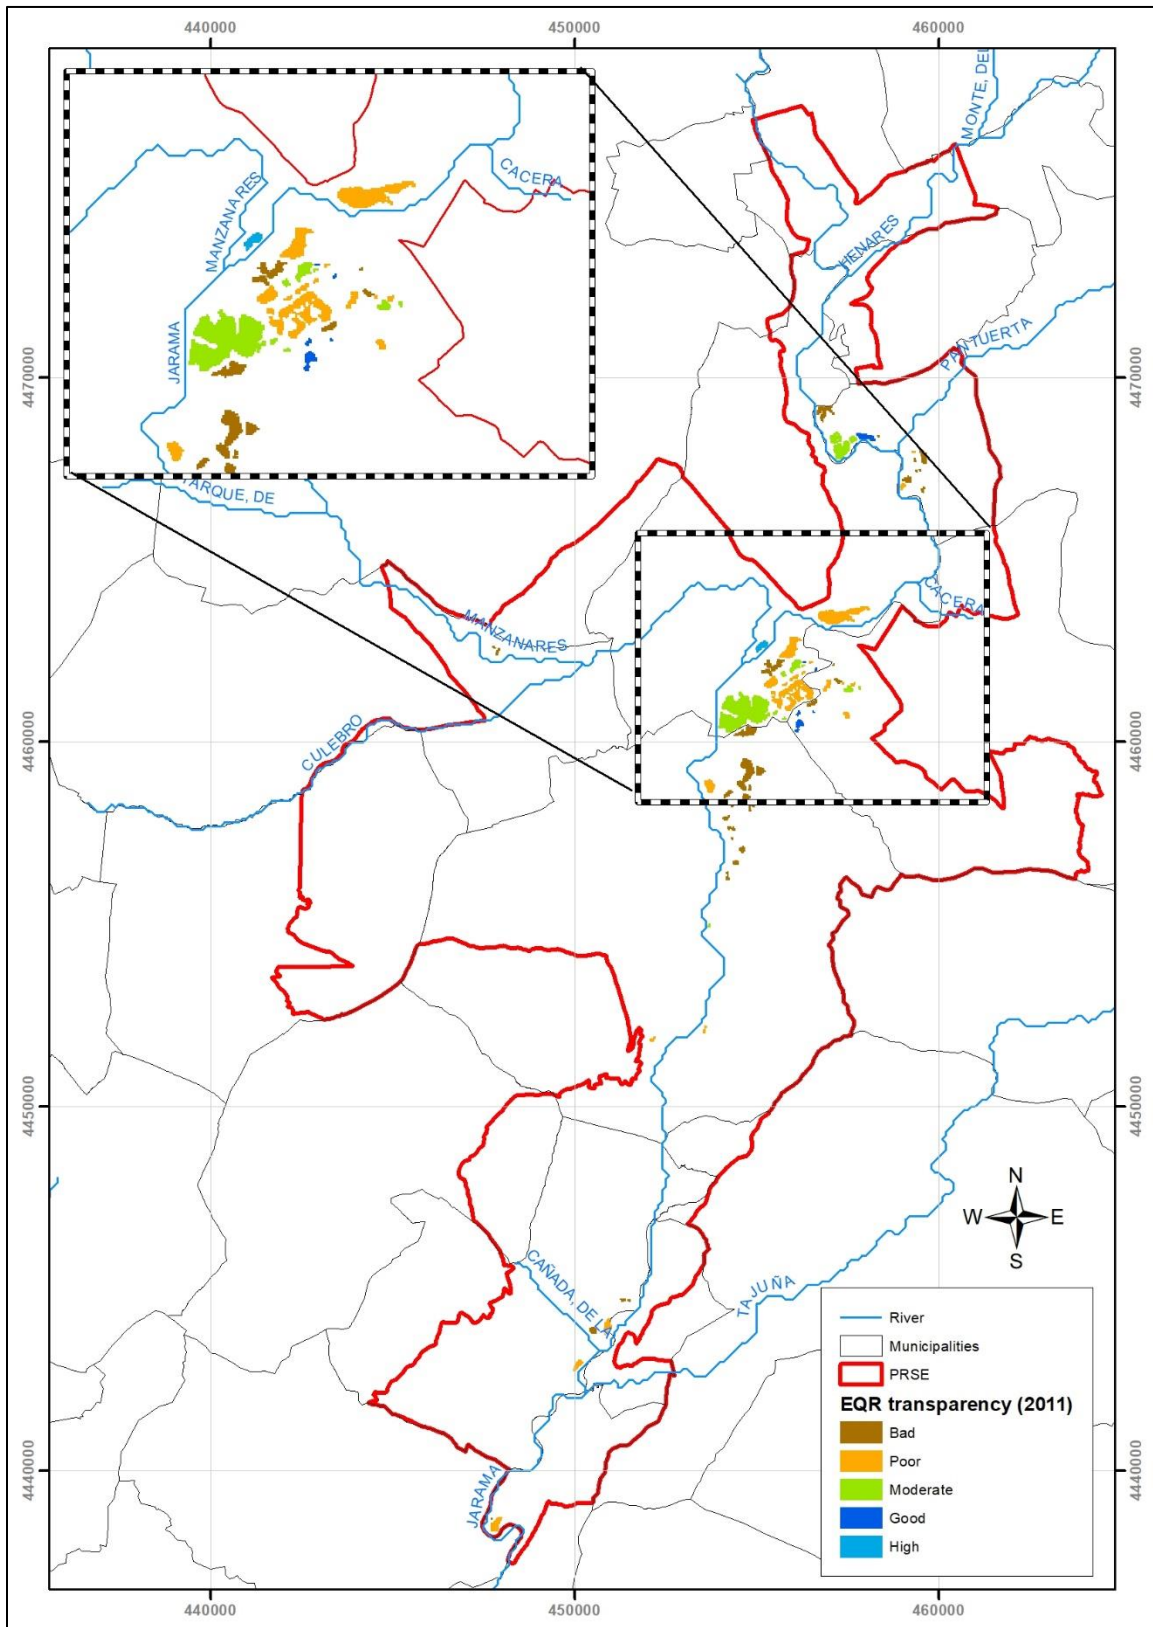 440000
450000
460000
MONTE, DEL
CACERA
MANZANARES
HENARES
JARAMA
PANTUERTA
4470000
4470000
TARQUE, DE
CACERA
MANZANARES
CULEBRO
4460000
4460000
4450000
4450000
N
W
E
S
CAÑADA, DE LA
TAJUÑA
River
Municipalities
PRSE
EQR transparency (2011)
Bad
Poor
Moderate
Good
High
JARAMA
4440000
4440000
440000
450000
460000